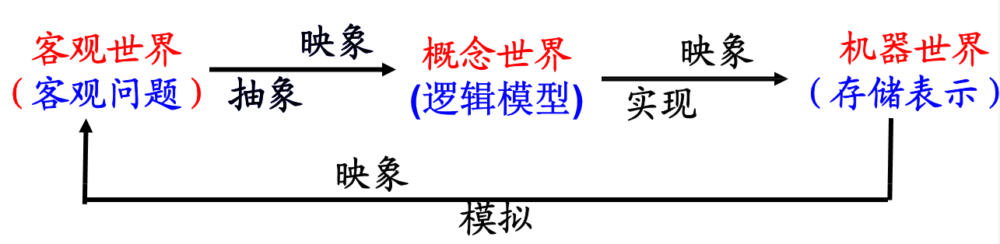 客观世界
（客观问题）
映象
抽象
概念世界
(逻辑模型)
映象
实现
机器世界
（存储表示）
映象
模拟